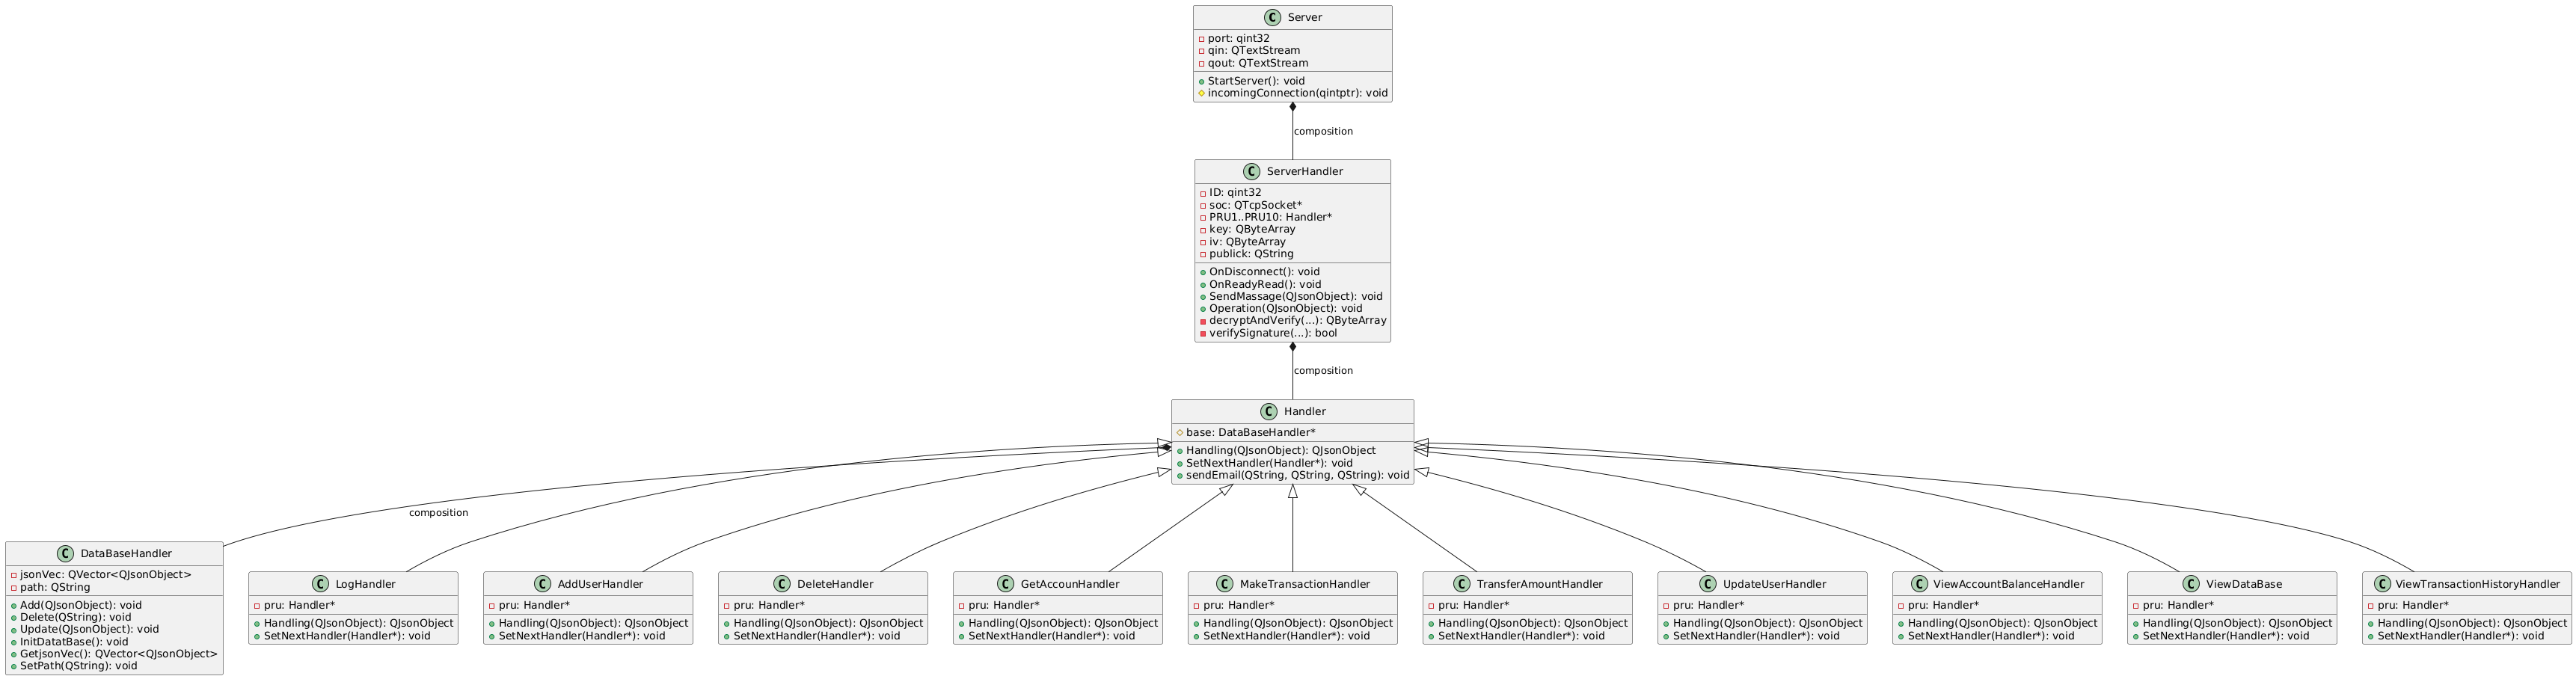 C Server
port: qint32
qin: QTextStream
qout: QTextStream
StartServer(): void
incomingConnection(qintptr): void
composition
C ServerHandler
ID: qint32
soc: QTcpSocket*
PRU1..PRU10: Handler*
key: QByteArray
iv: QByteArray
publick: QString
OnDisconnect(): void
OnReadyRead(): void
SendMassage(QJsonObject): void
Operation(QJsonObject): void
decryptAndVerify(...): QByteArray
verifySignature(...): bool
composition
C Handler
base: DataBaseHandler*
Handling(QJsonObject): QJsonObject
SetNextHandler(Handler*): void
sendEmail(QString, QString, QString): void
composition
C DataBaseHandler
jsonVec: QVector<QJsonObject>
path: QString
Add(QJsonObject): void
Delete(QString): void
Update(QJsonObject): void
InitDatatBase(): void
GetjsonVec(): QVector<QJsonObject>
SetPath(QString): void
C LogHandler
pru: Handler*
Handling(QJsonObject): QJsonObject
SetNextHandler(Handler*): void
C AddUserHandler
pru: Handler*
Handling(QJsonObject): QJsonObject
SetNextHandler(Handler*): void
C DeleteHandler
pru: Handler*
Handling(QJsonObject): QJsonObject
SetNextHandler(Handler*): void
C GetAccounHandler
pru: Handler*
Handling(QJsonObject): QJsonObject
SetNextHandler(Handler*): void
C MakeTransactionHandler
pru: Handler*
Handling(QJsonObject): QJsonObject
SetNextHandler(Handler*): void
C TransferAmountHandler
pru: Handler*
Handling(QJsonObject): QJsonObject
SetNextHandler(Handler*): void
C UpdateUserHandler
pru: Handler*
Handling(QJsonObject): QJsonObject
SetNextHandler(Handler*): void
C ViewAccountBalanceHandler
pru: Handler*
Handling(QJsonObject): QJsonObject
SetNextHandler(Handler*): void
C ViewDataBase
pru: Handler*
Handling(QJsonObject): QJsonObject
SetNextHandler(Handler*): void
C ViewTransactionHistoryHandler
pru: Handler*
Handling(QJsonObject): QJsonObject
SetNextHandler(Handler*): void